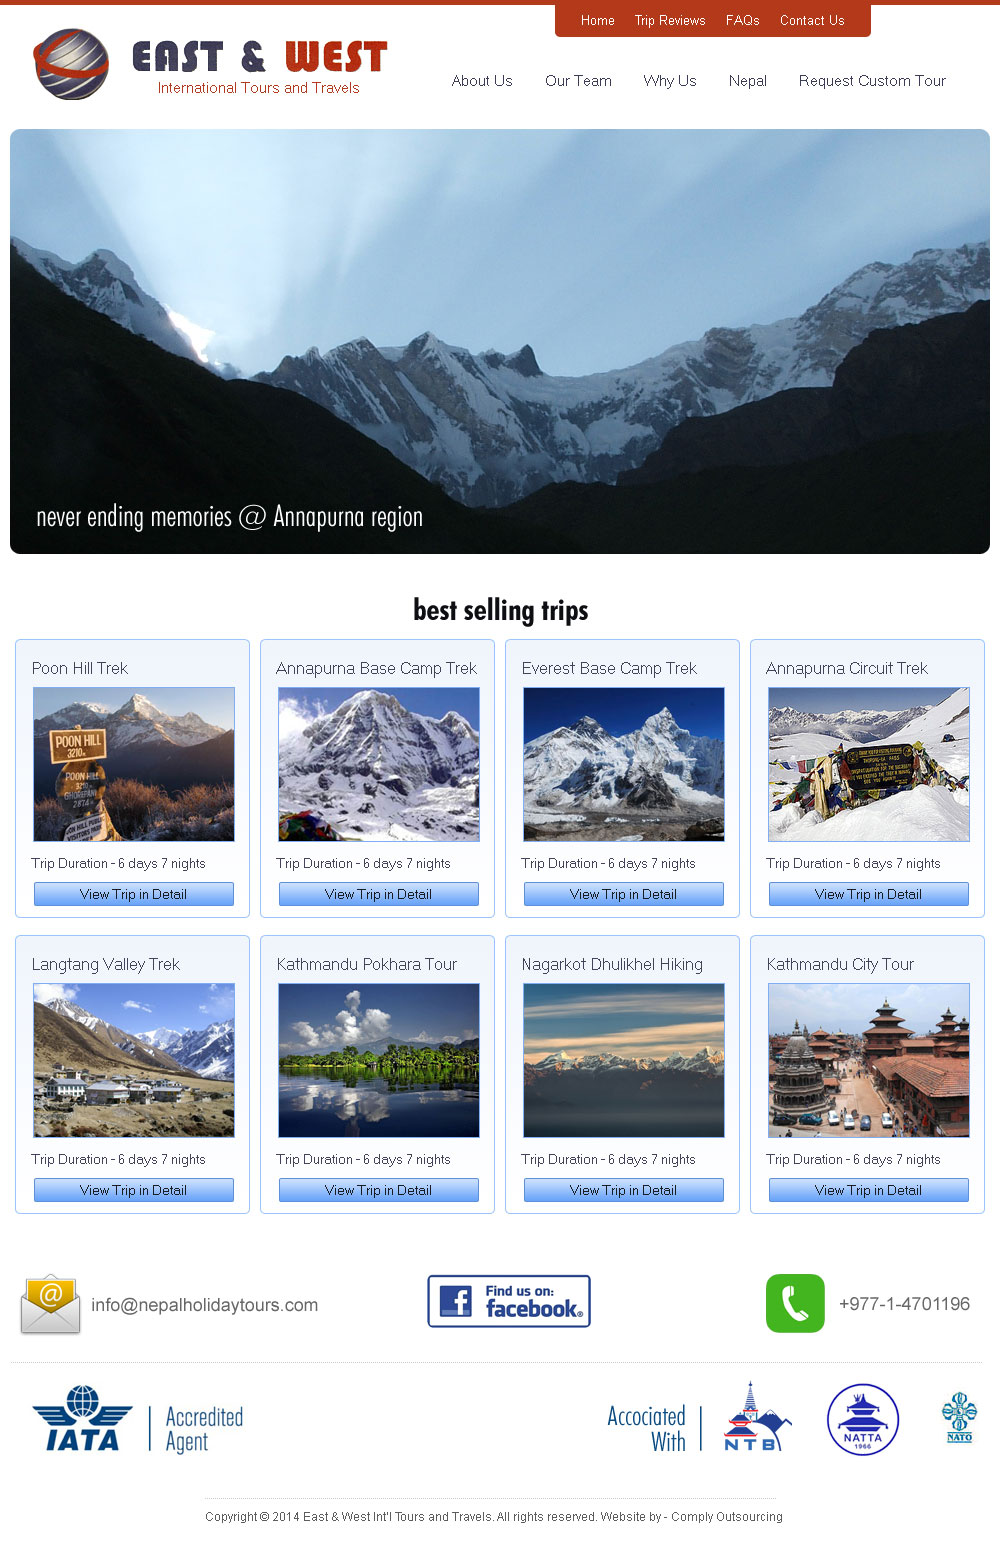 Home Trip Reviews FAQs Contact Us
EAST & WEST
International Tours and Travels
About Us Our Team Why Us Nepal Request Custom Tour
never ending memories @ Annapurna region
best selling trips
Poon Hill Trek
POON HILL
3210m
POON HILL
3210
GHOREPANI
2874m
Trip Duration - 6 days 7 nights
View Trip in Detail
Annapurna Base Camp Trek
Trip Duration - 6 days 7 nights
View Trip in Detail
Everest Base Camp Trek
Trip Duration - 6 days 7 nights
View Trip in Detail
Annapurna Circuit Trek
THORONG-LA PASS
Trip Duration - 6 days 7 nights
View Trip in Detail
Langtang Valley Trek
Trip Duration - 6 days 7 nights
View Trip in Detail
Kathmandu Pokhara Tour
Trip Duration - 6 days 7 nights
View Trip in Detail
Nagarkot Dhulikhel Hiking
Trip Duration - 6 days 7 nights
View Trip in Detail
Kathmandu City Tour
Trip Duration - 6 days 7 nights
View Trip in Detail
@
info@nepalholidaytours.com
Find us on:
facebook®
+977-1-4701196
IATA
Accredited
Agent
Accociated
With
NTB
NATTA
1966
NATO
Copyright © 2014 East & West Int'l Tours and Travels. All rights reserved. Website by - Comply Outsourcing